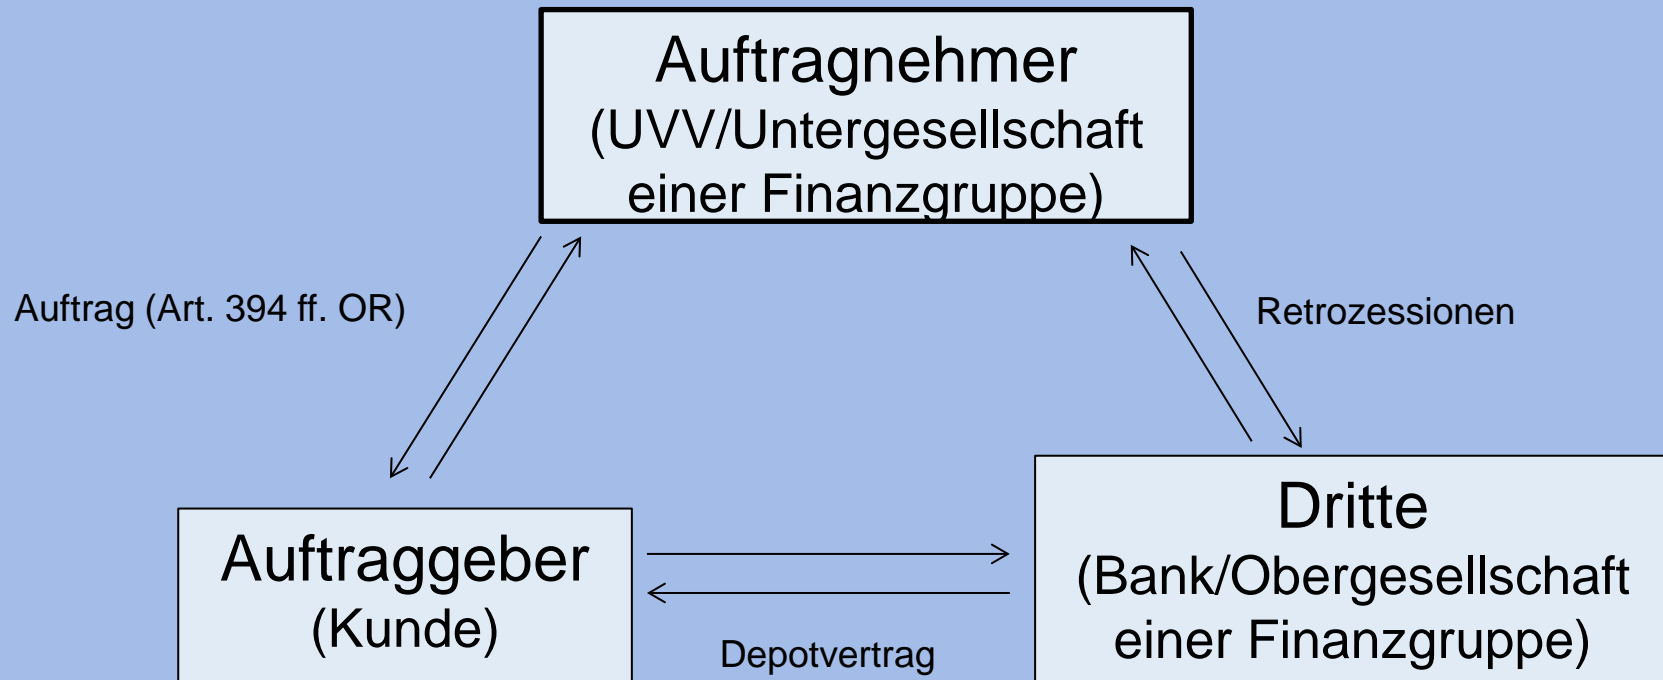 Auftragnehmer
(UVV/Untergesellschaft
einer Finanzgruppe)
Auftrag (Art. 394 ff. OR)
Retrozessionen
Auftraggeber
(Kunde)
Depotvertrag
Dritte
(Bank/Obergesellschaft
einer Finanzgruppe)